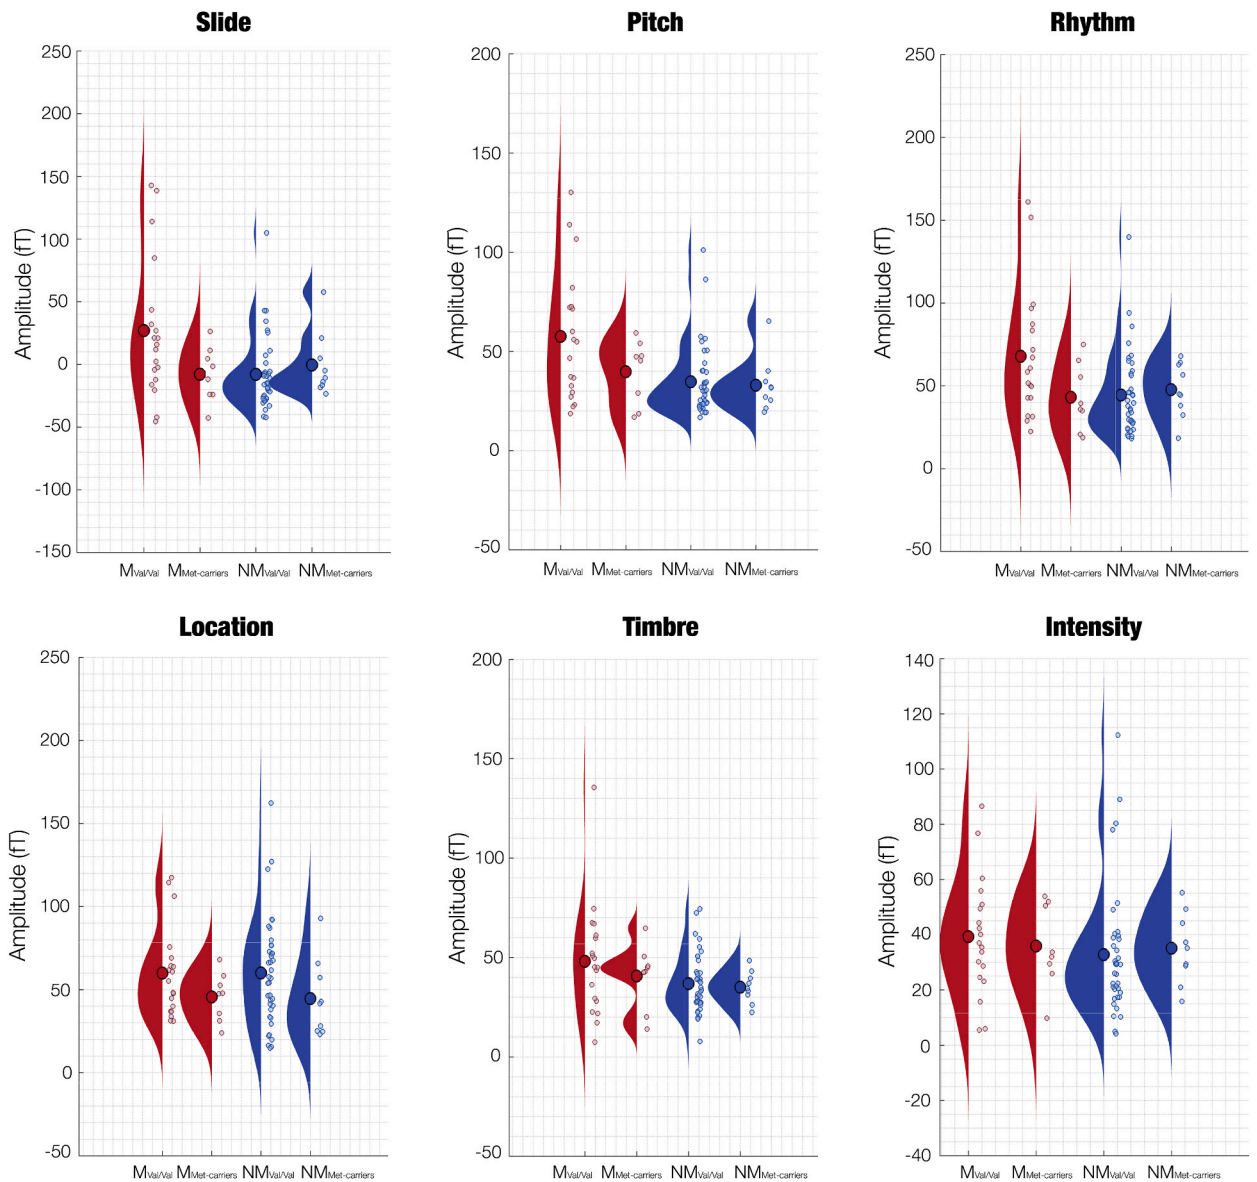 Slide
Pitch
Rhythm
250
200
150
100
50
0
-50
-100
-150
Amplitude (fT)
MVal/Val MMet-carriers NMVal/Val NMMet-carriers
200
150
100
50
0
-50
Amplitude (fT)
MVal/Val MMet-carriers NMVal/Val NMMet-carriers
250
200
150
100
50
0
-50
Amplitude (fT)
MVal/Val MMet-carriers NMVal/Val NMMet-carriers
Location
Timbre
Intensity
250
200
150
100
50
0
-50
Amplitude (fT)
MVal/Val MMet-carriers NMVal/Val NMMet-carriers
200
150
100
50
0
-50
Amplitude (fT)
MVal/Val MMet-carriers NMVal/Val NMMet-carriers
140
120
100
80
60
40
20
0
-20
-40
Amplitude (fT)
MVal/Val MMet-carriers NMVal/Val NMMet-carriers